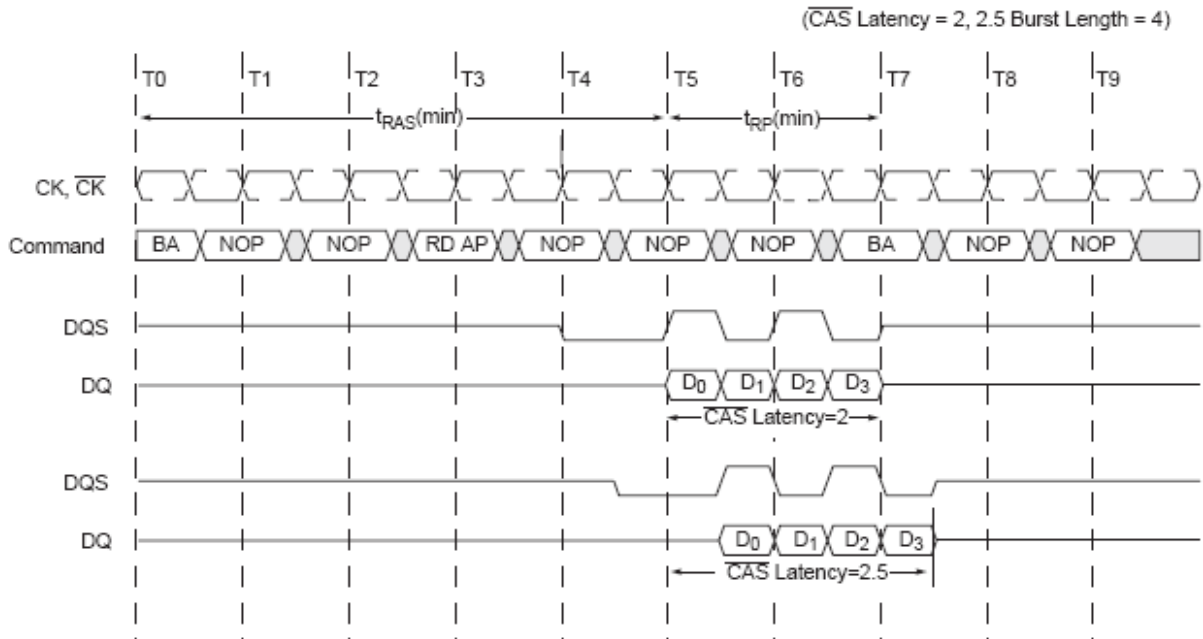 (CAS Latency = 2, 2.5 Burst Length = 4)
T0 T1 T2 T3 T4 T5 T6 T7 T8 T9
tRAS(min) tRP(min)
CK, CK
Command BA NOP NOP RD AP NOP NOP NOP BA NOP NOP
DQS
DQ D0 D1 D2 D3
CAS Latency=2
DQS
DQ D0 D1 D2 D3
CAS Latency=2.5